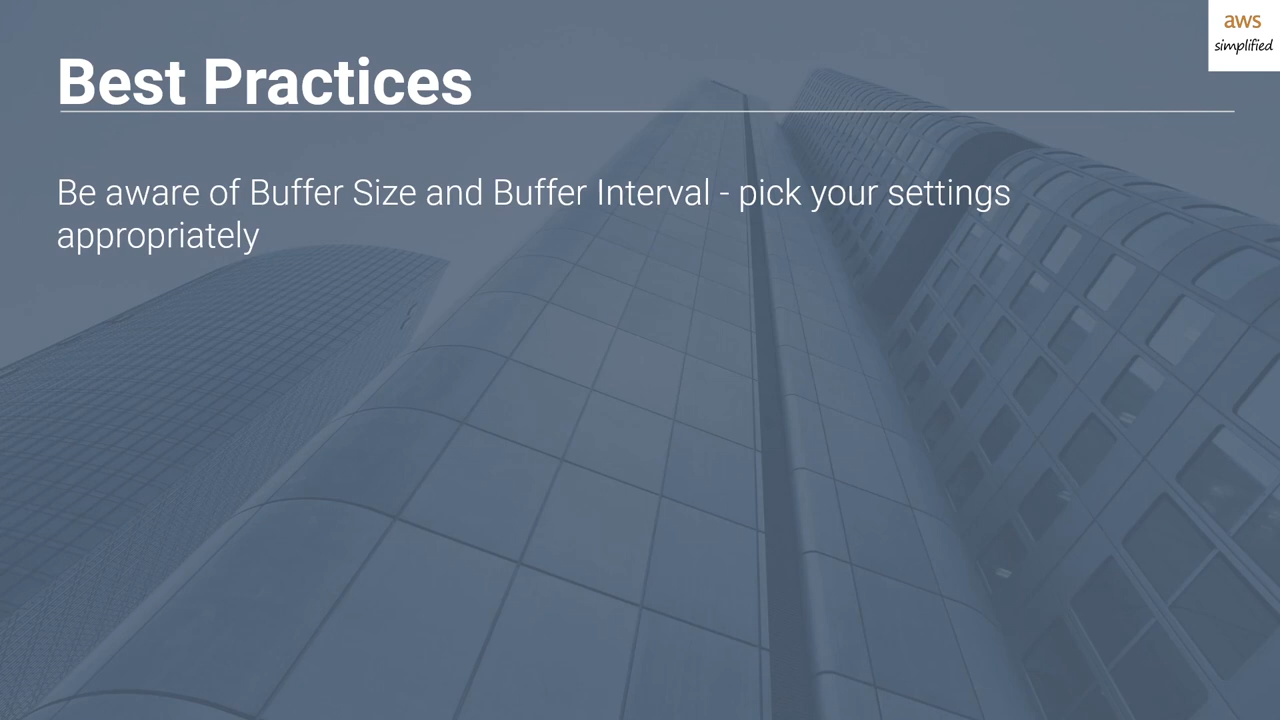 aws
simplified
Best Practices
Be aware of Buffer Size and Buffer Interval - pick your settings
appropriately